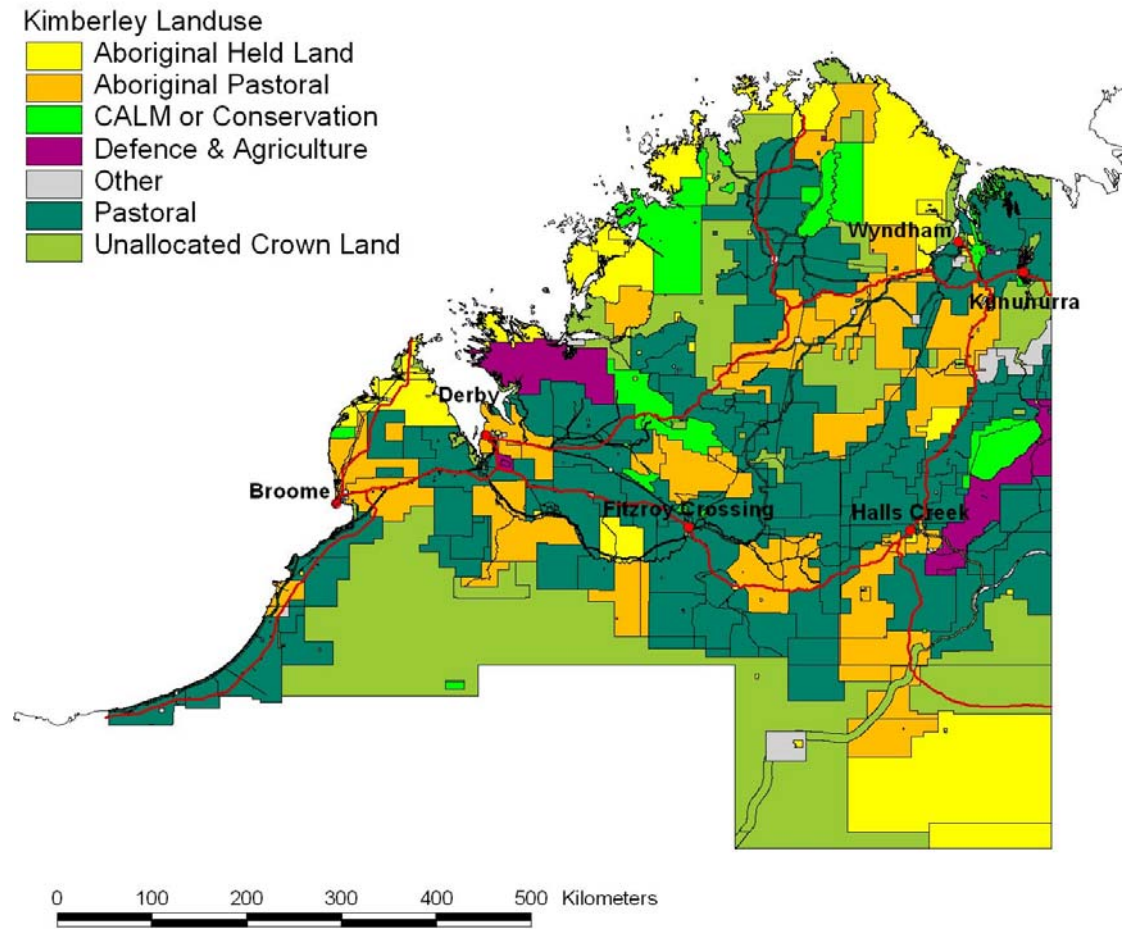 Kimberley Landuse
Aboriginal Held Land
Aboriginal Pastoral
CALM or Conservation
Defence & Agriculture
Other
Pastoral
Unallocated Crown Land
Wyndham
Kununurra
Derby
Broome
Fitzroy Crossing
Halls Creek
0 100 200 300 400 500 Kilometers